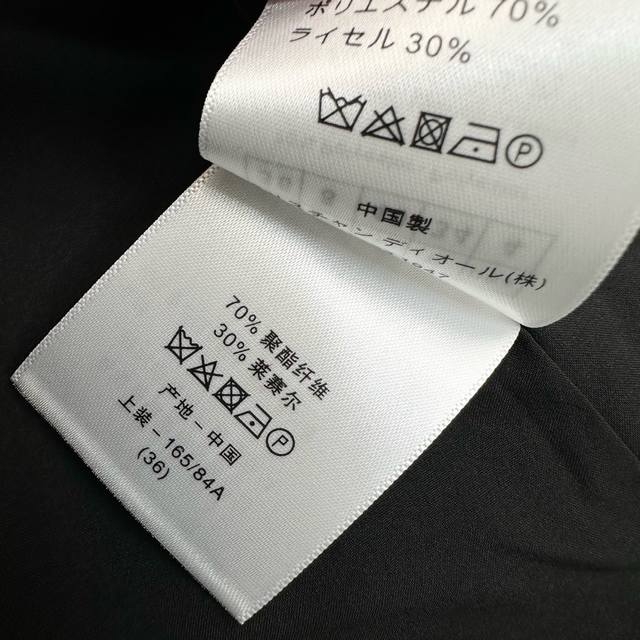 ポリエステル 70%
ライセル 30%
P
中国製
ディオール(株)
70% 聚酯纤维
30% 莱赛尔
P
产地 – 中国
上装 – 165/84A
(36)